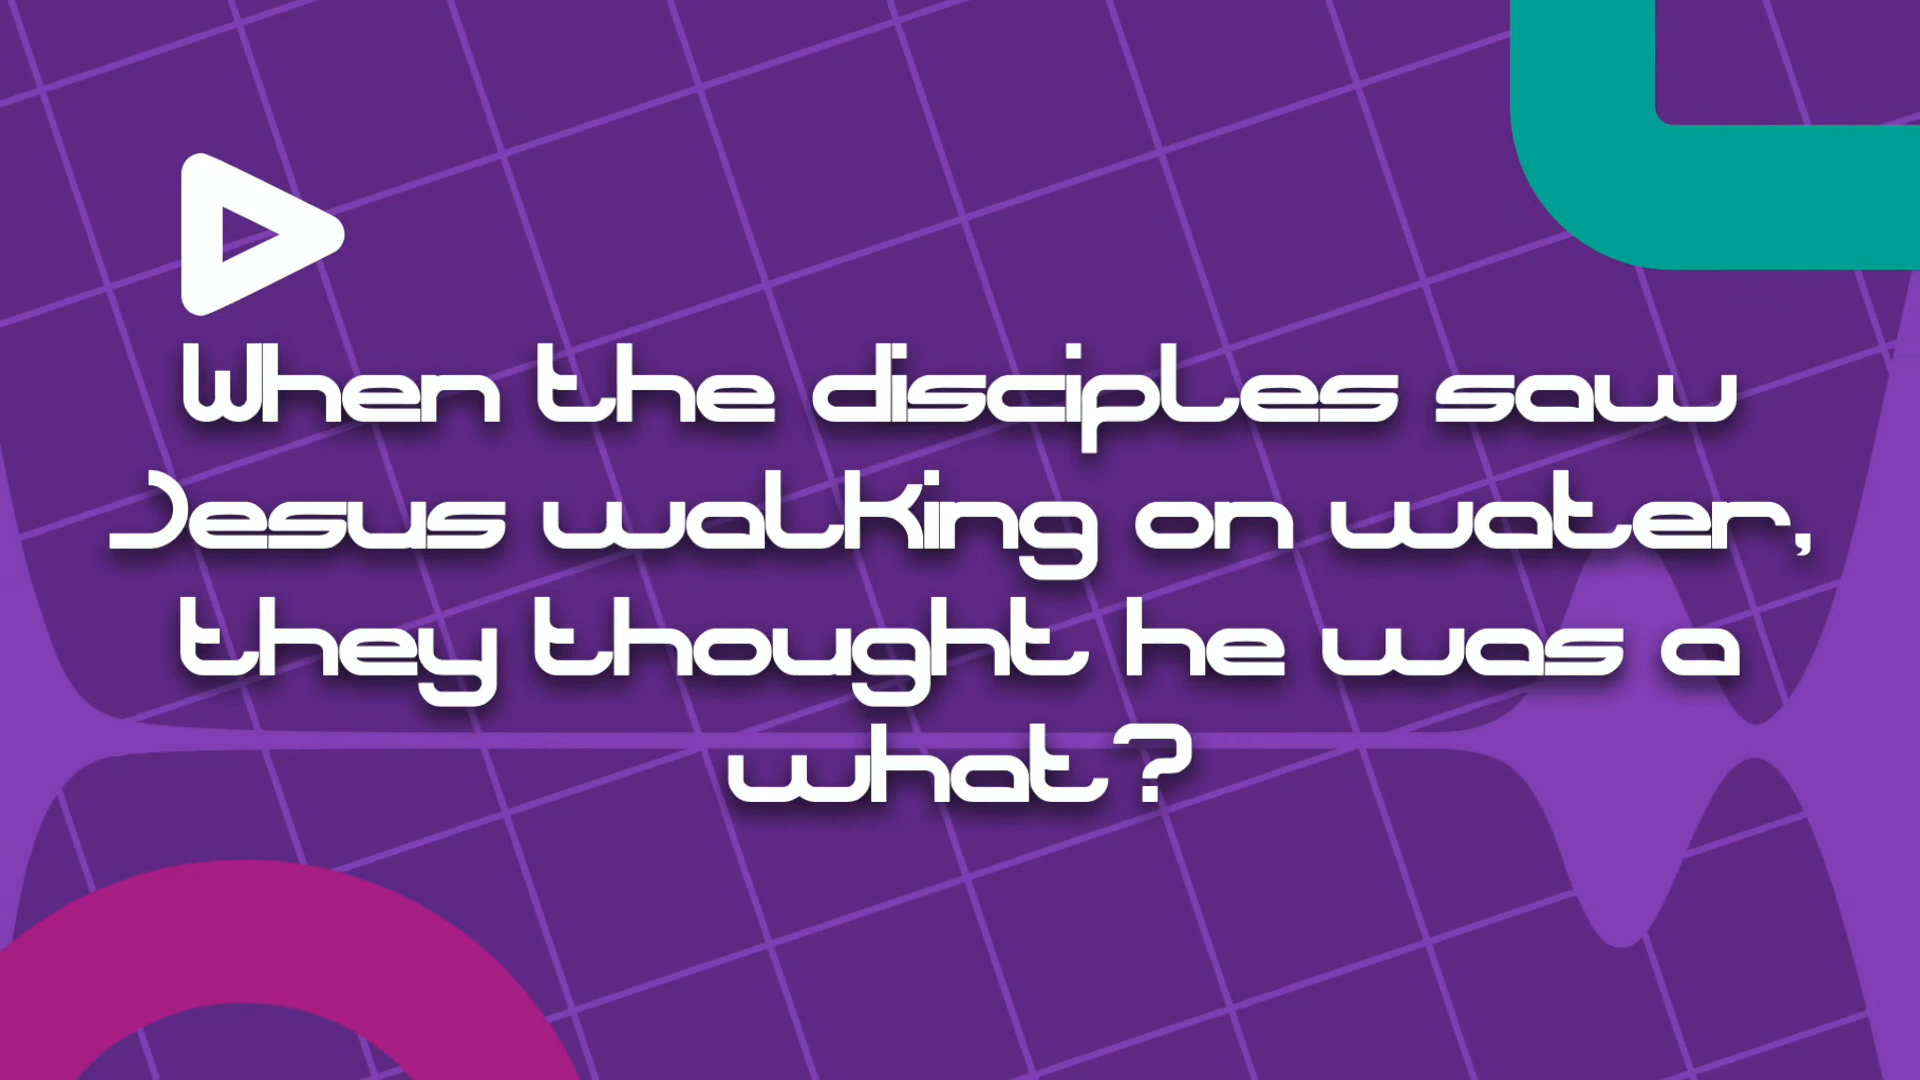 When the disciples saw
Jesus walking on water,
they thought he was a
what?